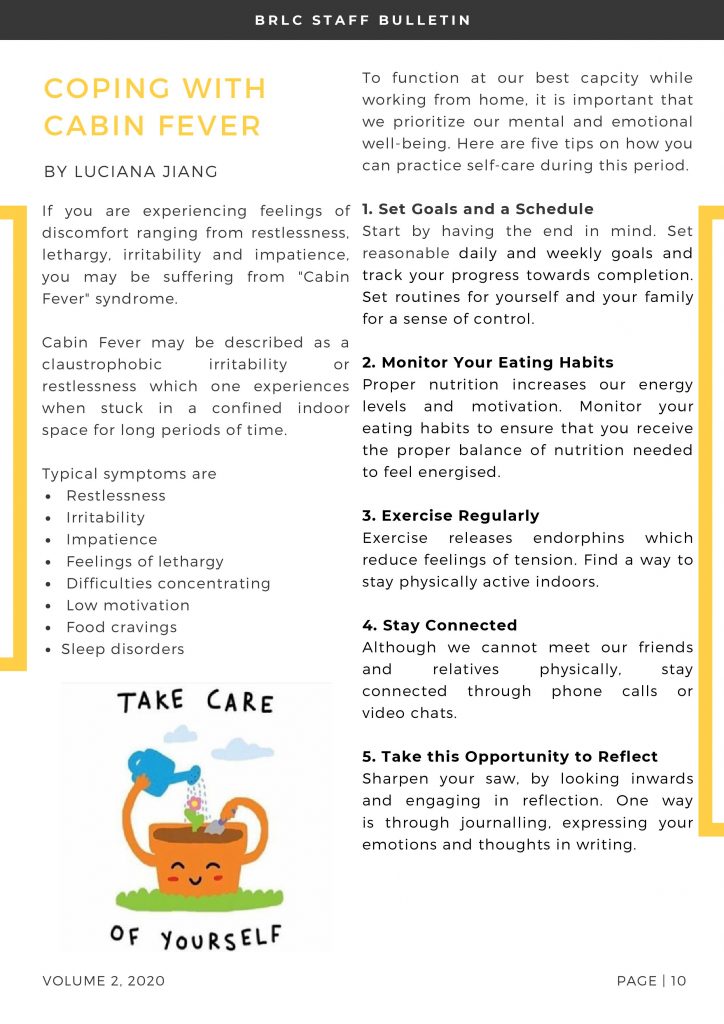 BRLC STAFF BULLETIN
COPING WITH
CABIN FEVER
BY LUCIANA JIANG
If you are experiencing feelings of
discomfort ranging from restlessness,
lethargy, irritability and impatience,
you may be suffering from "Cabin
Fever" syndrome.
Cabin Fever may be described as a
claustrophobic irritability or
restlessness which one experiences
when stuck in a confined indoor
space for long periods of time.
Typical symptoms are
• Restlessness
• Irritability
• Impatience
• Feelings of lethargy
• Difficulties concentrating
• Low motivation
• Food cravings
• Sleep disorders
TAKE CARE
OF YOURSELF
To function at our best capcity while
working from home, it is important that
we prioritize our mental and emotional
well-being. Here are five tips on how you
can practice self-care during this period.
1. Set Goals and a Schedule
Start by having the end in mind. Set
reasonable daily and weekly goals and
track your progress towards completion.
Set routines for yourself and your family
for a sense of control.
2. Monitor Your Eating Habits
Proper nutrition increases our energy
levels and motivation. Monitor your
eating habits to ensure that you receive
the proper balance of nutrition needed
to feel energised.
3. Exercise Regularly
Exercise releases endorphins which
reduce feelings of tension. Find a way to
stay physically active indoors.
4. Stay Connected
Although we cannot meet our friends
and relatives physically, stay
connected through phone calls or
video chats.
5. Take this Opportunity to Reflect
Sharpen your saw, by looking inwards
and engaging in reflection. One way
is through journalling, expressing your
emotions and thoughts in writing.
VOLUME 2, 2020
PAGE | 10